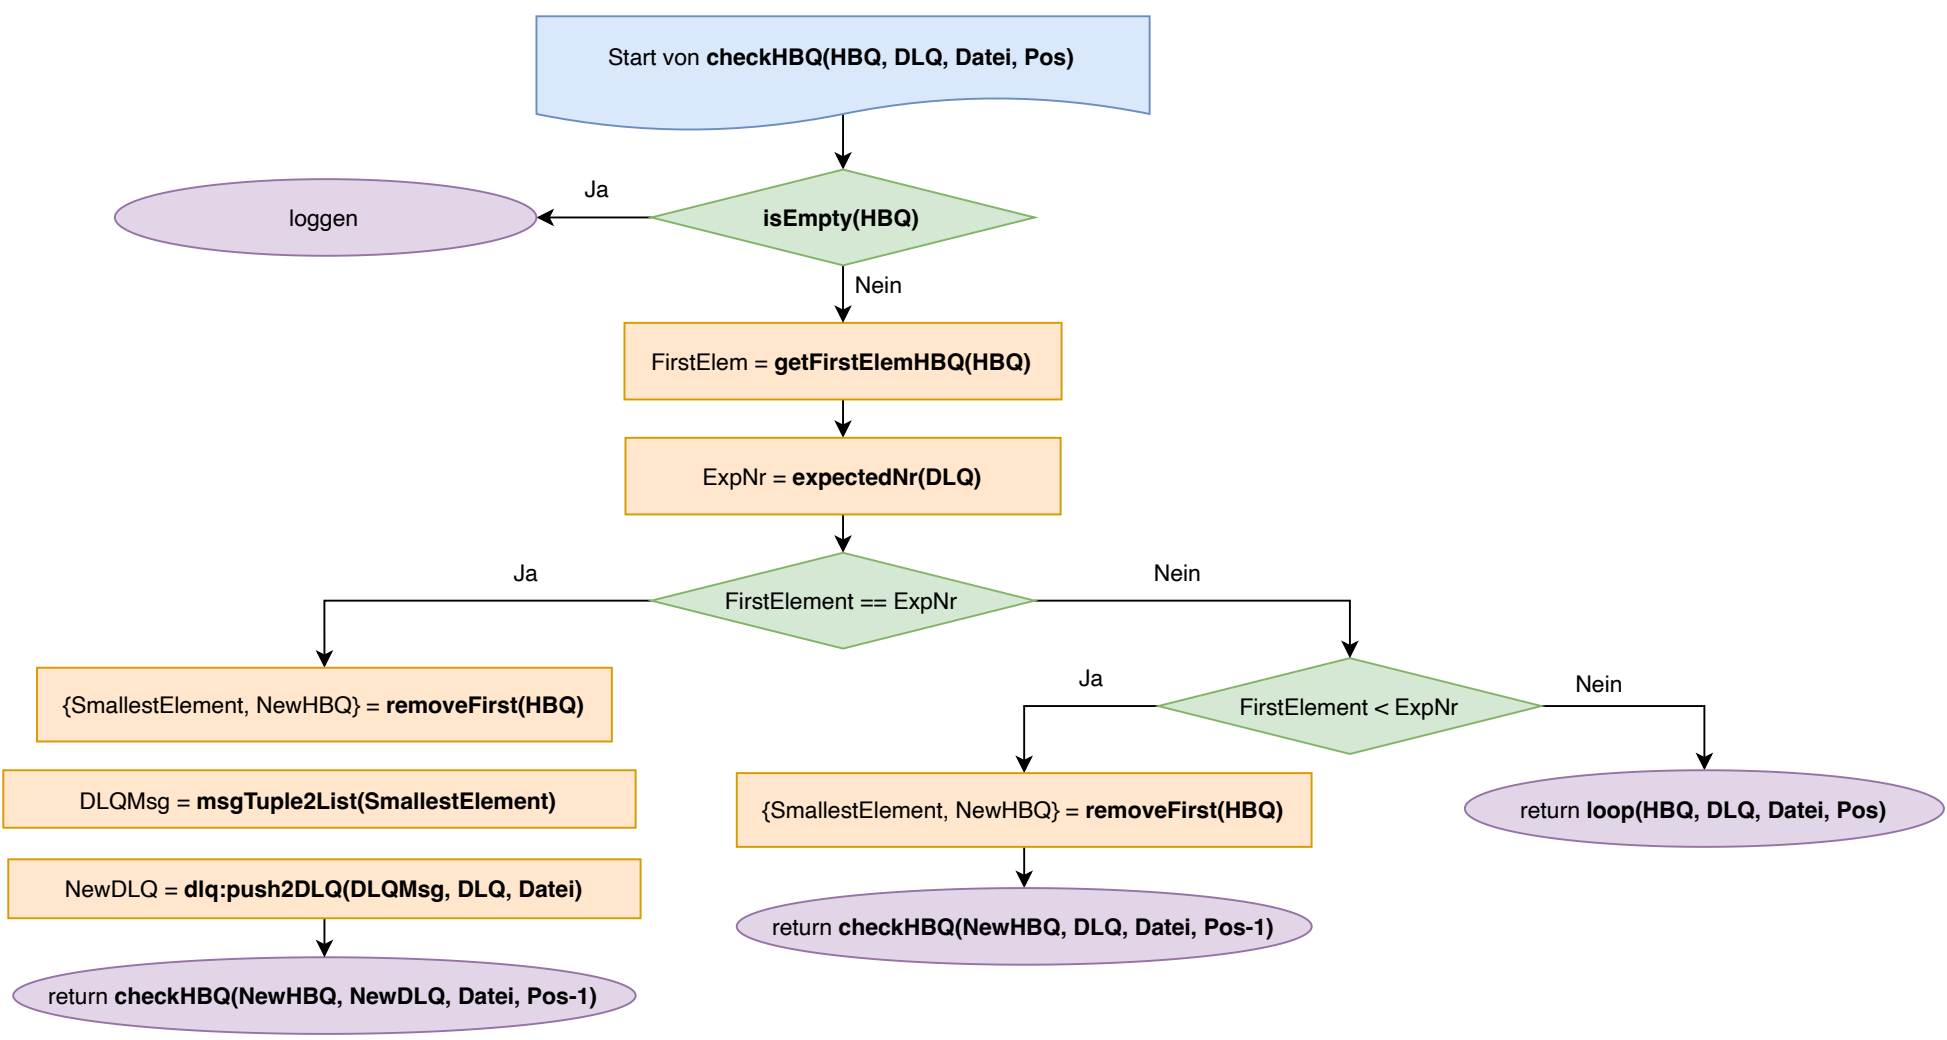 Start von checkHBQ(HBQ, DLQ, Datei, Pos)
Ja
loggen
isEmpty(HBQ)
Nein
FirstElem = getFirstElemHBQ(HBQ)
ExpNr = expectedNr(DLQ)
Ja
FirstElement == ExpNr
Nein
{SmallestElement, NewHBQ} = removeFirst(HBQ)
DLQMsg = msgTuple2List(SmallestElement)
NewDLQ = dlq:push2DLQ(DLQMsg, DLQ, Datei)
return checkHBQ(NewHBQ, NewDLQ, Datei, Pos-1)
Ja
FirstElement < ExpNr
Nein
{SmallestElement, NewHBQ} = removeFirst(HBQ)
return checkHBQ(NewHBQ, DLQ, Datei, Pos-1)
return loop(HBQ, DLQ, Datei, Pos)